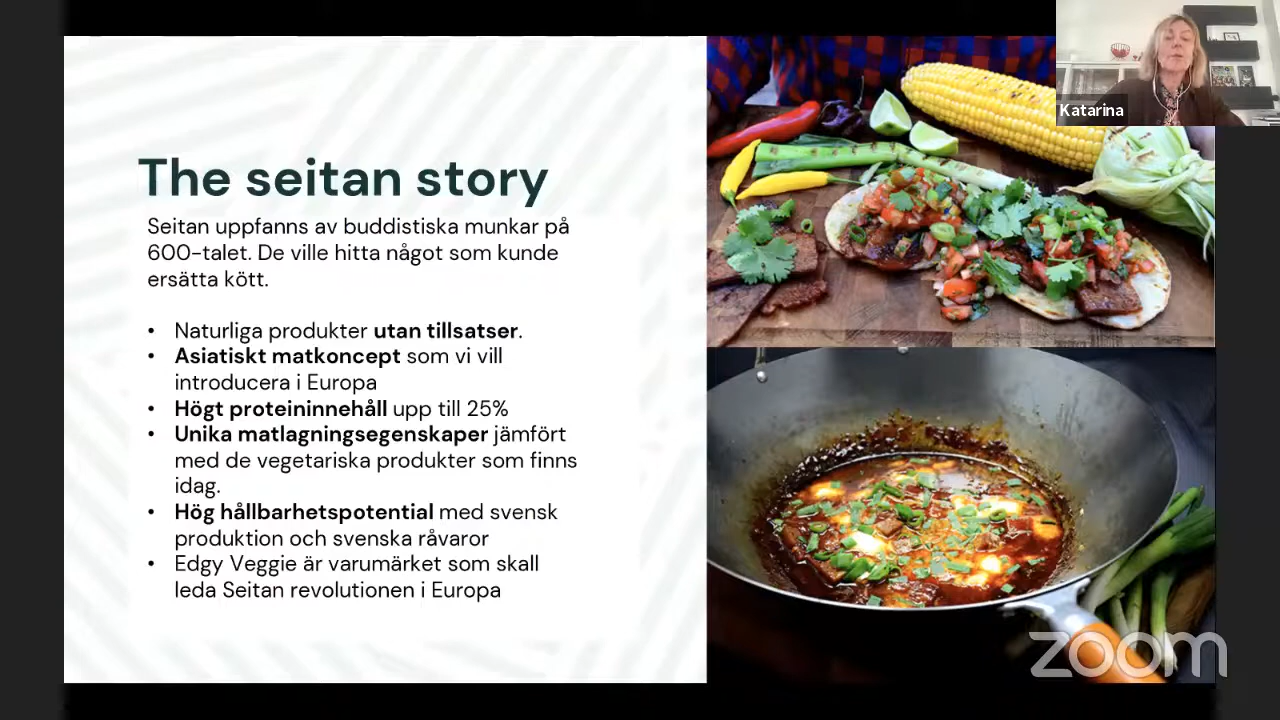 The seitan story
Seitan uppfanns av buddistiska munkar på
600-talet. De ville hitta något som kunde
ersätta kött.
• Naturliga produkter utan tillsatser.
• Asiatiskt matkoncept som vi vill
introducera i Europa
• Högt proteininnehåll upp till 25%
• Unika matlagningsegenskaper jämfört
med de vegetariska produkter som finns
idag.
• Hög hållbarhetspotential med svensk
produktion och svenska råvaror
• Edgy Veggie är varumärket som skall
leda Seitan revolutionen i Europa
Katarina
zoom